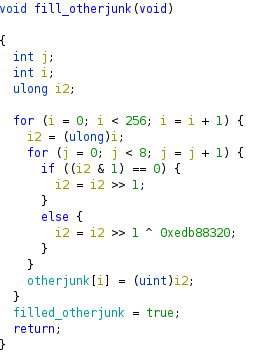 void fill_otherjunk(void)
{
int j;
int i;
ulong i2;
for (i = 0; i < 256; i = i + 1) {
i2 = (ulong)i;
for (j = 0; j < 8; j = j + 1) {
if ((i2 & 1) == 0) {
i2 = i2 >> 1;
}
else {
i2 = i2 >> 1 ^ 0xedb88320;
}
}
otherjunk[i] = (uint)i2;
}
filled_otherjunk = true;
return;
}